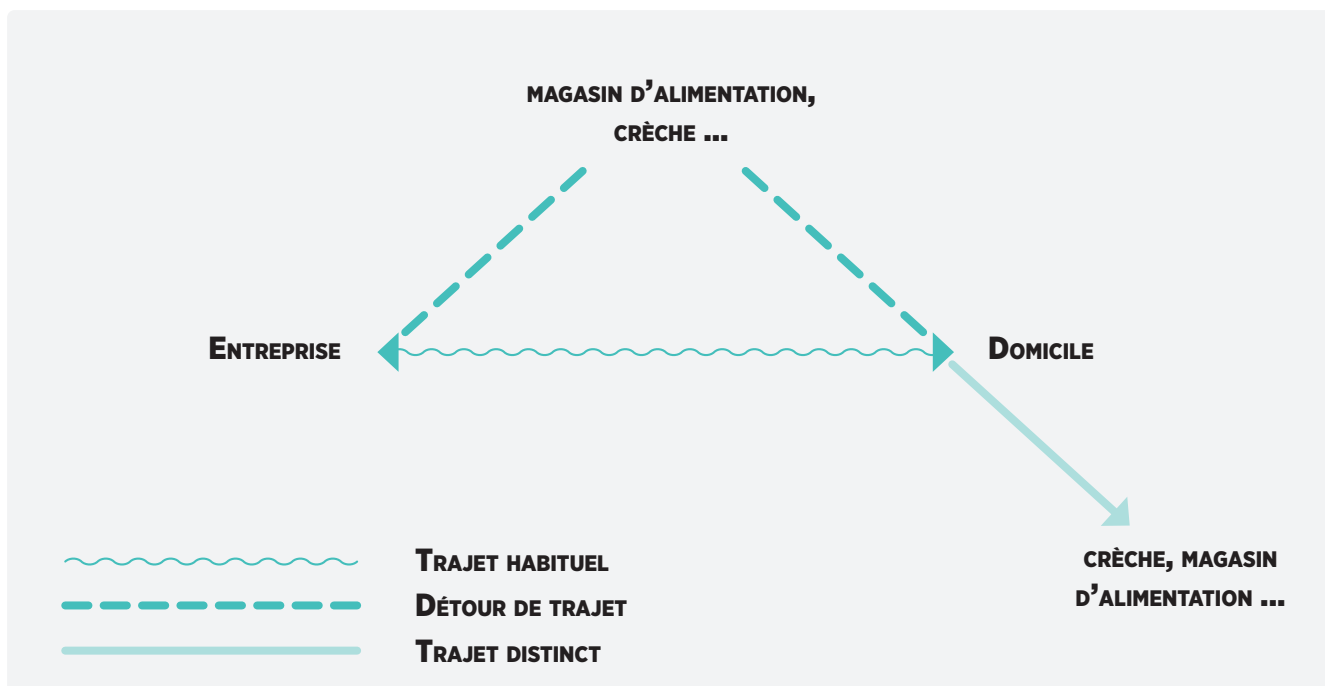 MAGASIN D’ALIMENTATION,
CRÈCHE ...
ENTREPRISE
DOMICILE
CRÈCHE, MAGASIN
D’ALIMENTATION ...
TRAJET HABITUEL
DÉTOUR DE TRAJET
TRAJET DISTINCT